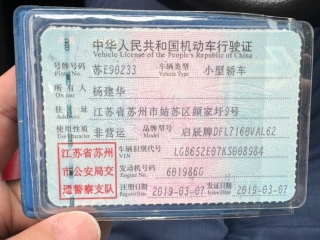 中华人民共和国机动车行驶证
Vehicle License of the People's Republic of China
号牌号码 Plate No. 苏E90Z33 车辆类型 Vehicle Type 小型轿车
所有人 Owner 杨建华
住址 Address 江苏省苏州市姑苏区颜家圩9号
使用性质 Use Character 非营运 品牌型号 Model 启辰牌DFL7168VAL62
江苏省苏州
市公安局交
通警察支队
车辆识别代号 VIN LGB652E07KS008984
发动机号码 Engine No. 601986G
注册日期 Register Date 2019-03-07 发证日期 Issue Date 2019-03-07